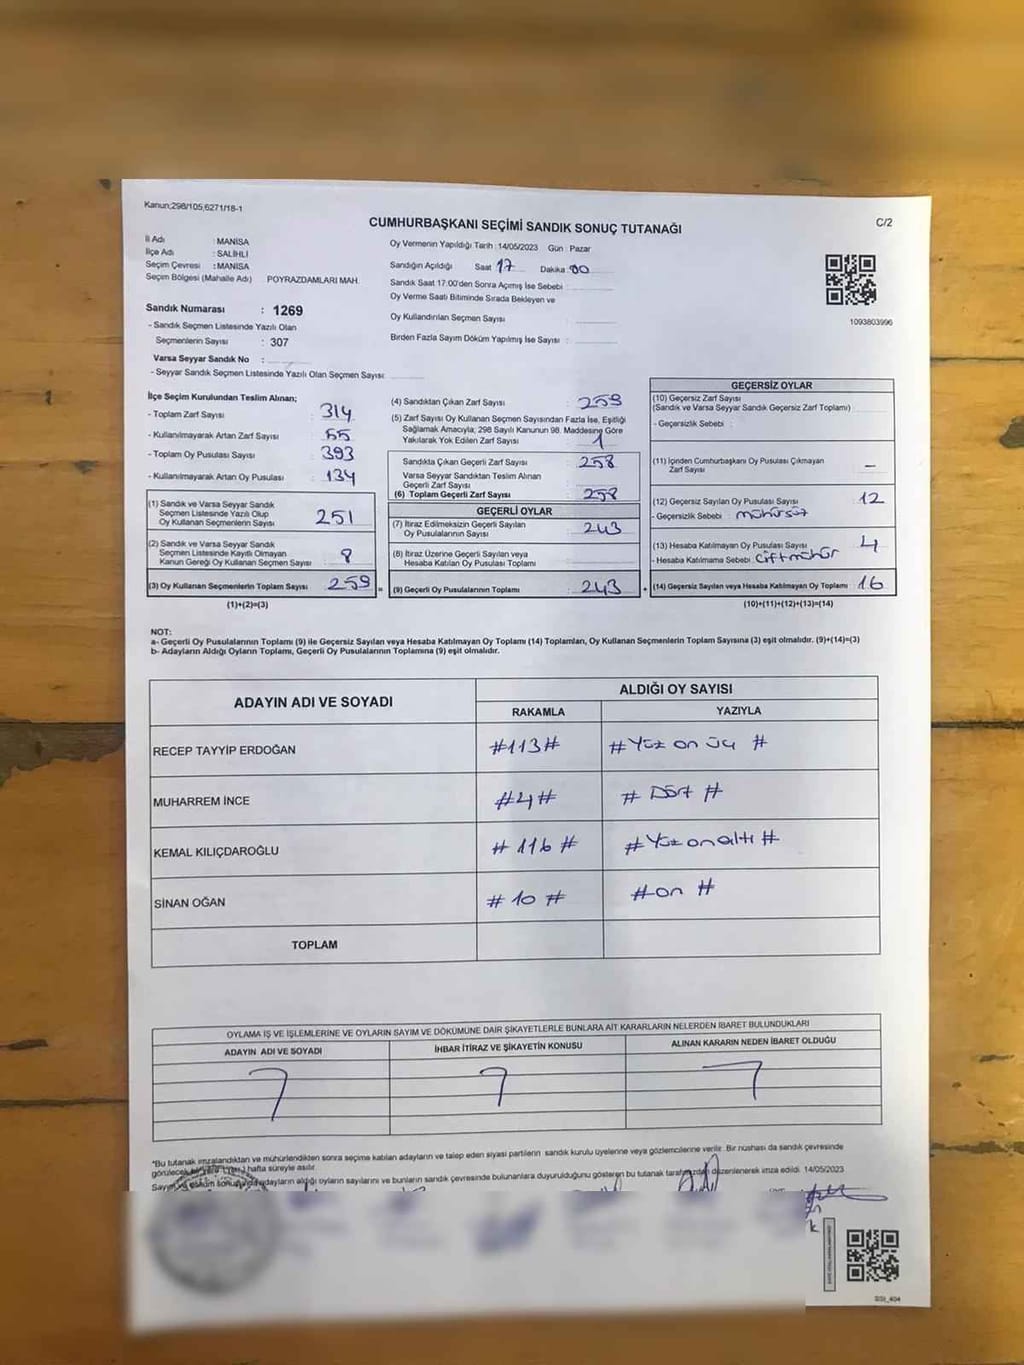 Kanun;298/105,6271/18-1
CUMHURBAŞKANI SEÇİMİ SANDIK SONUÇ TUTANAĞI
C/2
İl Adı : MANİSA
İlçe Adı : SALİHLİ
Seçim Çevresi : MANİSA
Seçim Bölgesi (Mahalle Adı) POYRAZDAMLARI MAH.
Sandık Numarası : 1269
- Sandık Seçmen Listesinde Yazılı Olan
Seçmenlerin Sayısı : 307
Varsa Seyyar Sandık No :
- Seyyar Sandık Seçmen Listesinde Yazılı Olan Seçmen Sayısı:
Oy Vermenin Yapıldığı Tarih : 14/05/2023 Gün : Pazar
Sandığın Açıldığı Saat 17 Dakika 00
Sandık Saat 17:00'den Sonra Açımış İse Sebebi :
Oy Verme Saati Bitiminde Sırada Bekleyen ve
Oy Kullandırılan Seçmen Sayısı :
Birden Fazla Sayım Döküm Yapılmış İse Sayısı :
1093803996
İlçe Seçim Kurulundan Teslim Alınan;
- Toplam Zarf Sayısı : 314
- Kullanılmayarak Artan Zarf Sayısı : 55
- Toplam Oy Pusulası Sayısı : 393
- Kullanılmayarak Artan Oy Pusulası : 134
(1) Sandık ve Varsa Seyyar Sandık
Seçmen Listesinde Yazılı Olup
Oy Kullanan Seçmenlerin Sayısı : 251
(2) Sandık ve Varsa Seyyar Sandık
Seçmen Listesinde Kayıtlı Olmayan
Kanun Gereği Oy Kullanan Seçmen Sayısı : 8
(3) Oy Kullanan Seçmenlerin Toplam Sayısı : 259
(1)+(2)=(3)
(4) Sandıktan Çıkan Zarf Sayısı : 259
(5) Zarf Sayısı Oy Kullanan Seçmen Sayısından Fazla İse, Eşitliği
Sağlamak Amacıyla; 298 Sayılı Kanunun 98. Maddesine Göre
Yakılarak Yok Edilen Zarf Sayısı : 1
Sandıkta Çıkan Geçerli Zarf Sayısı : 258
Varsa Seyyar Sandıktan Teslim Alınan
Geçerli Zarf Sayısı :
(6) Toplam Geçerli Zarf Sayısı : 258
GEÇERLİ OYLAR
(7) İtiraz Edilmeksizin Geçerli Sayılan
Oy Pusulalarının Sayısı : 243
(8) İtiraz Üzerine Geçerli Sayılan veya
Hesaba Katılan Oy Pusulası Toplamı :
(9) Geçerli Oy Pusulalarının Toplamı : 243
GEÇERSİZ OYLAR
(10) Geçersiz Zarf Sayısı
(Sandık ve Varsa Seyyar Sandık Geçersiz Zarf Toplamı) :
- Geçersizlik Sebebi :
(11) İçinden Cumhurbaşkanı Oy Pusulası Çıkmayan
Zarf Sayısı : –
(12) Geçersiz Sayılan Oy Pusulası Sayısı : 12
- Geçersizlik Sebebi : mühürsüz
(13) Hesaba Katılmayan Oy Pusulası Sayısı : 4
- Hesaba Katılmama Sebebi : çift mühür
(14) Geçersiz Sayılan veya Hesaba Katılmayan Oy Toplamı : 16
(10)+(11)+(12)+(13)=(14)
NOT:
a- Geçerli Oy Pusulalarının Toplamı (9) ile Geçersiz Sayılan veya Hesaba Katılmayan Oy Toplamı (14) Toplamları, Oy Kullanan Seçmenlerin Toplam Sayısına (3) eşit olmalıdır. (9)+(14)=(3)
b- Adayların Aldığı Oyların Toplamı, Geçerli Oy Pusulalarının Toplamına (9) eşit olmalıdır.
ADAYIN ADI VE SOYADI
ALDIĞI OY SAYISI
RAKAMLA YAZIYLA
RECEP TAYYİP ERDOĞAN #113# #Yüz on üç #
MUHARREM İNCE #4# # Dört #
KEMAL KILIÇDAROĞLU # 116 # #Yüz onaltı #
SİNAN OĞAN # 10 # #on #
TOPLAM
OYLAMA İŞ VE İŞLEMLERİNE VE OYLARIN SAYIM VE DÖKÜMÜNE DAİR ŞİKAYETLERLE BUNLARA AİT KARARLARIN NELERDEN İBARET BULUNDUKLARI
ADAYIN ADI VE SOYADI
İHBAR İTİRAZ VE ŞİKAYETİN KONUSU
ALINAN KARARIN NEDEN İBARET OLDUĞU
*Bu tutanak imzalandıktan ve mühürlendikten sonra seçime katılan adayların ve talep eden siyasi partilerin sandık kurulu üyelerine veya gözlemcilerine verilir. Bir nüshası da sandık çevresinde
görülecek bir hafta süreyle asılır.
adayların aldığı oyların sayılarını ve bunların sandık çevresinde bulunanlara duyurulduğunu gösteren bu tutanak düzenlenerek imza edildi. 14/05/2023